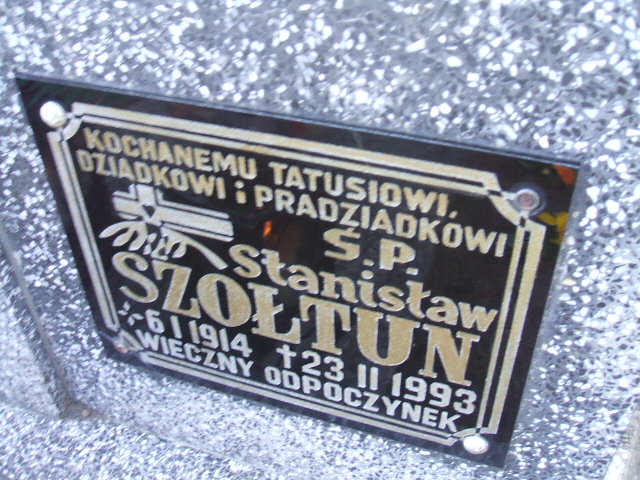 KOCHANEMU TATUSIOWI,
DZIADKOWI i PRADZIADKOWI
Ś.P.
Stanisław
SZOŁTUN
6 I 1914 †23 II 1993
WIECZNY ODPOCZYNEK